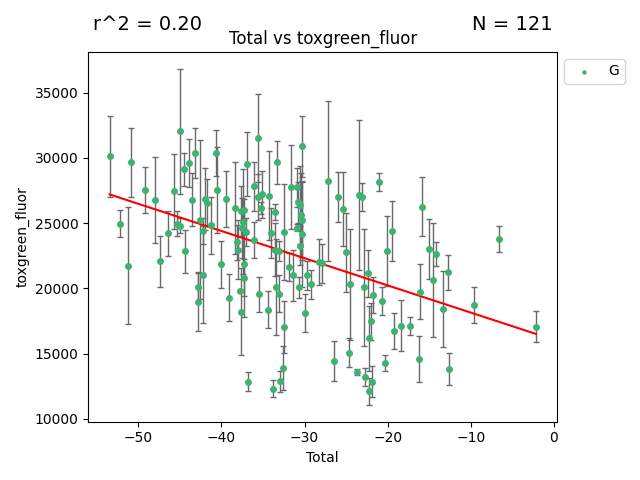 r^2 = 0.20
N = 121
Total vs toxgreen_fluor
G
toxgreen_fluor
35000
30000
25000
20000
15000
10000
−50
−40
−30
−20
−10
0
Total